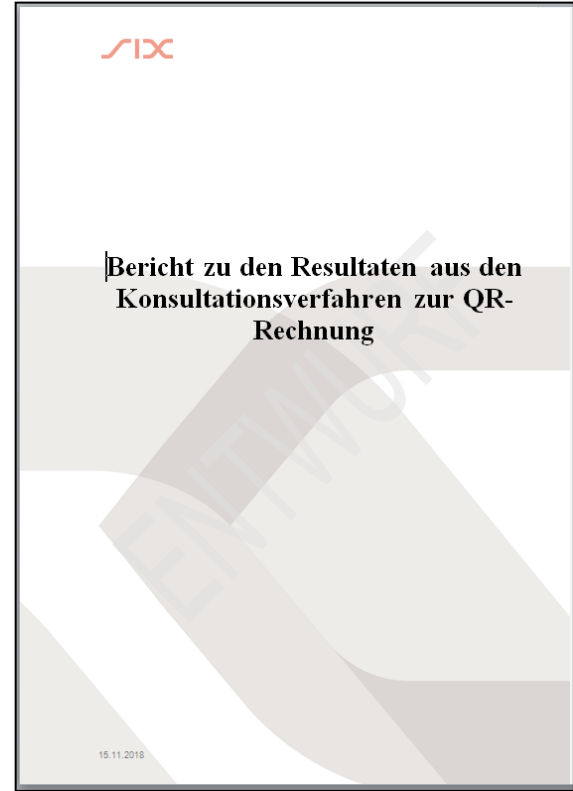 SIX
Bericht zu den Resultaten aus den
Konsultationsverfahren zur QR-
Rechnung
ENTWURF
15.11.2018